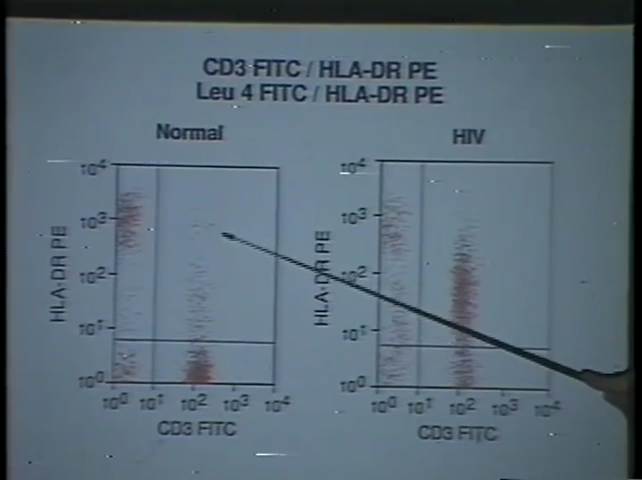 CD3 FITC / HLA-DR PE
Leu 4 FITC / HLA-DR PE
Normal
HIV
HLA-DR PE
10⁴
10³
10²
10¹
10⁰
10⁰ 10¹ 10² 10³ 10⁴
CD3 FITC
HLA-DR PE
10⁴
10³
10²
10¹
10⁰
10⁰ 10¹ 10² 10³ 10⁴
CD3 FITC